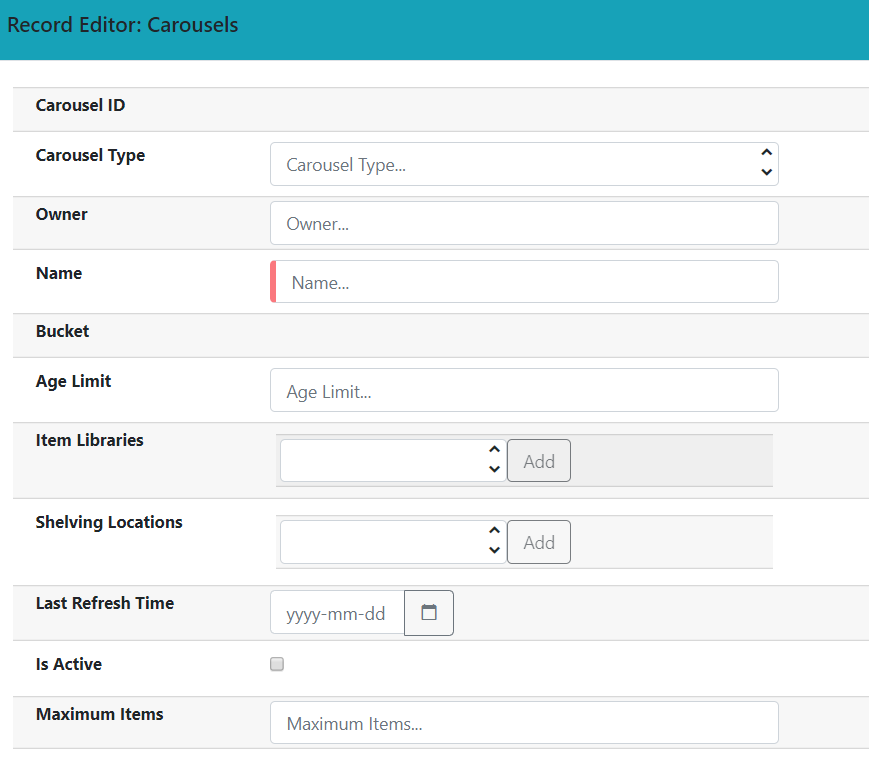 Record Editor: Carousels
Carousel ID
Carousel Type
Carousel Type...
Owner
Owner...
Name
Name...
Bucket
Age Limit
Age Limit...
Item Libraries
Add
Shelving Locations
Add
Last Refresh Time
yyyy-mm-dd
Is Active
Maximum Items
Maximum Items...